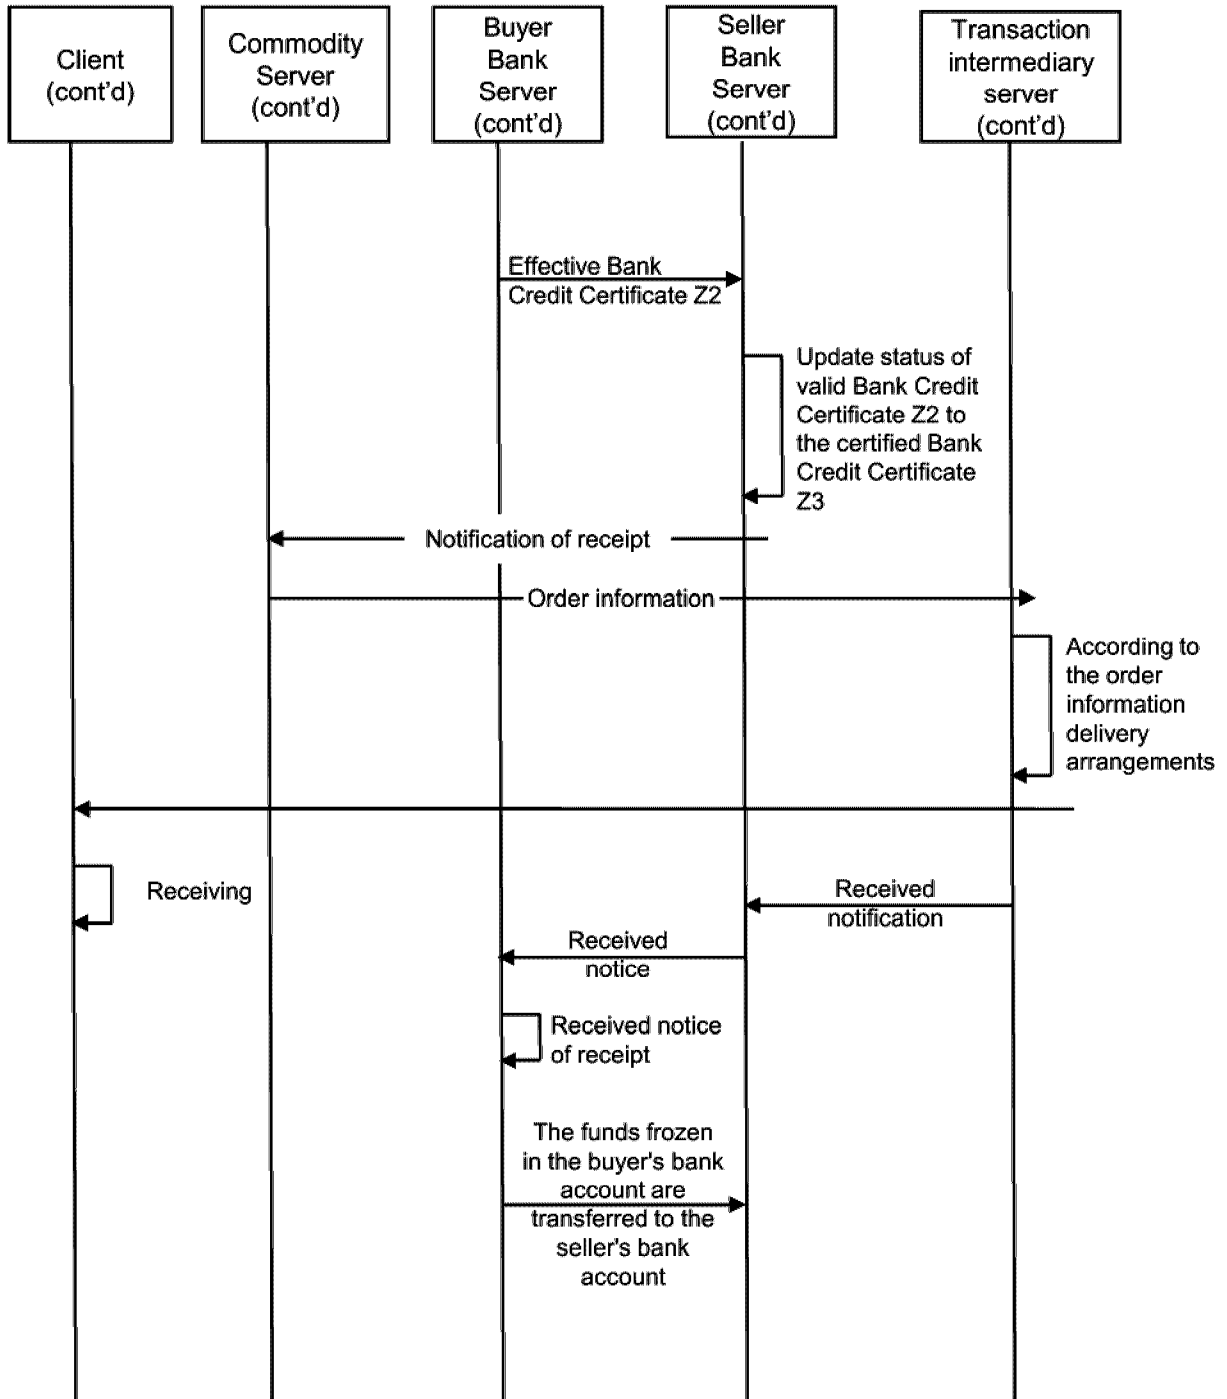 Client
(cont'd)
Commodity
Server
(cont'd)
Buyer
Bank
Server
(cont'd)
Seller
Bank
Server
(cont'd)
Transaction
intermediary
server
(cont'd)
Effective Bank
Credit Certificate Z2
Update status of
valid Bank Credit
Certificate Z2 to
the certified Bank
Credit Certificate
Z3
Notification of receipt
Order information
According to
the order
information
delivery
arrangements
Receiving
Received
notification
Received
notice
Received notice
of receipt
The funds frozen
in the buyer's bank
account are
transferred to the
seller's bank
account